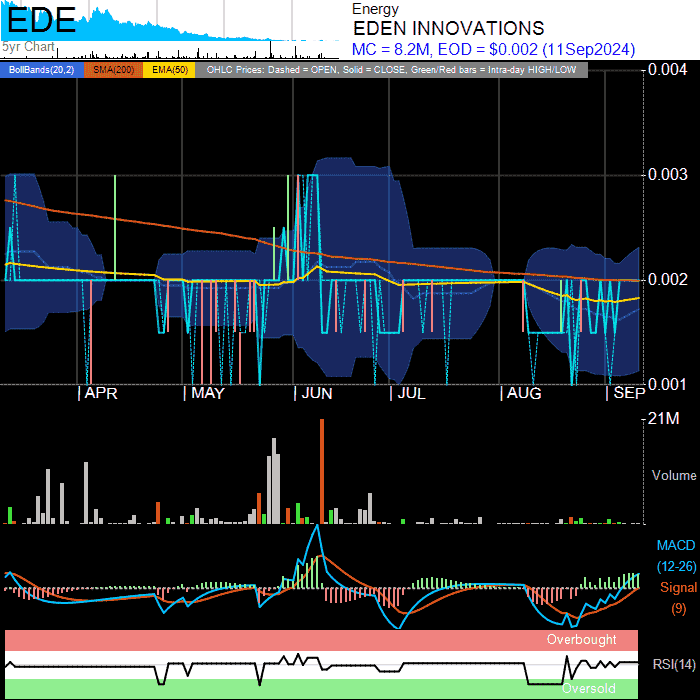 EDE
5yr Chart
Energy
EDEN INNOVATIONS
MC = 8.2M, EOD = $0.002 (11Sep2024)
BollBands(20,2) SMA(200) EMA(50) OHLC Prices: Dashed = OPEN, Solid = CLOSE, Green/Red bars = Intra-day HIGH/LOW
0.004
0.003
0.002
0.001
| APR | MAY | JUN | JUL | AUG | SEP
21M
Volume
MACD
(12-26)
Signal
(9)
Overbought
RSI(14)
Oversold